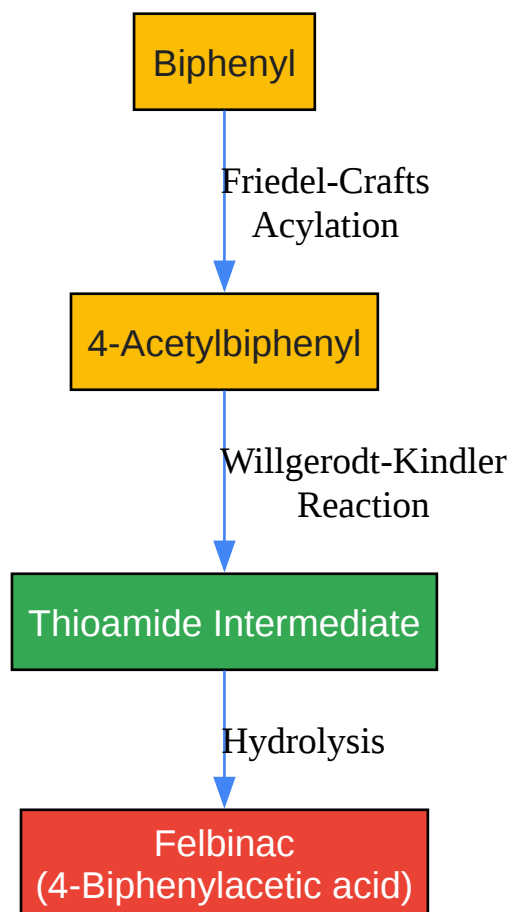 Biphenyl
Friedel-Crafts
Acylation
4-Acetylbiphenyl
Willgerodt-Kindler
Reaction
Thioamide Intermediate
Hydrolysis
Felbinac
(4-Biphenylacetic acid)